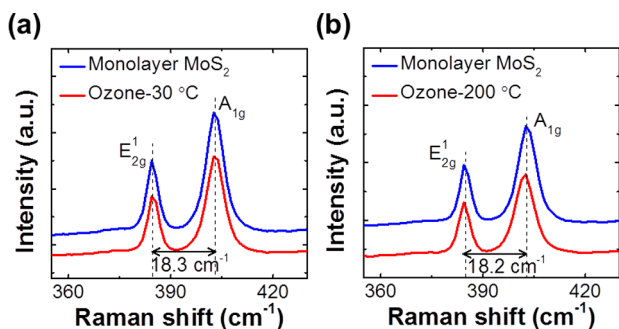 (a)
Intensity (a.u.)
Monolayer MoS₂
Ozone-30 °C
E¹₂g
A₁g
18.3 cm⁻¹
360 390 420
Raman shift (cm⁻¹)
(b)
Intensity (a.u.)
Monolayer MoS₂
Ozone-200 °C
E¹₂g
A₁g
18.2 cm⁻¹
360 390 420
Raman shift (cm⁻¹)